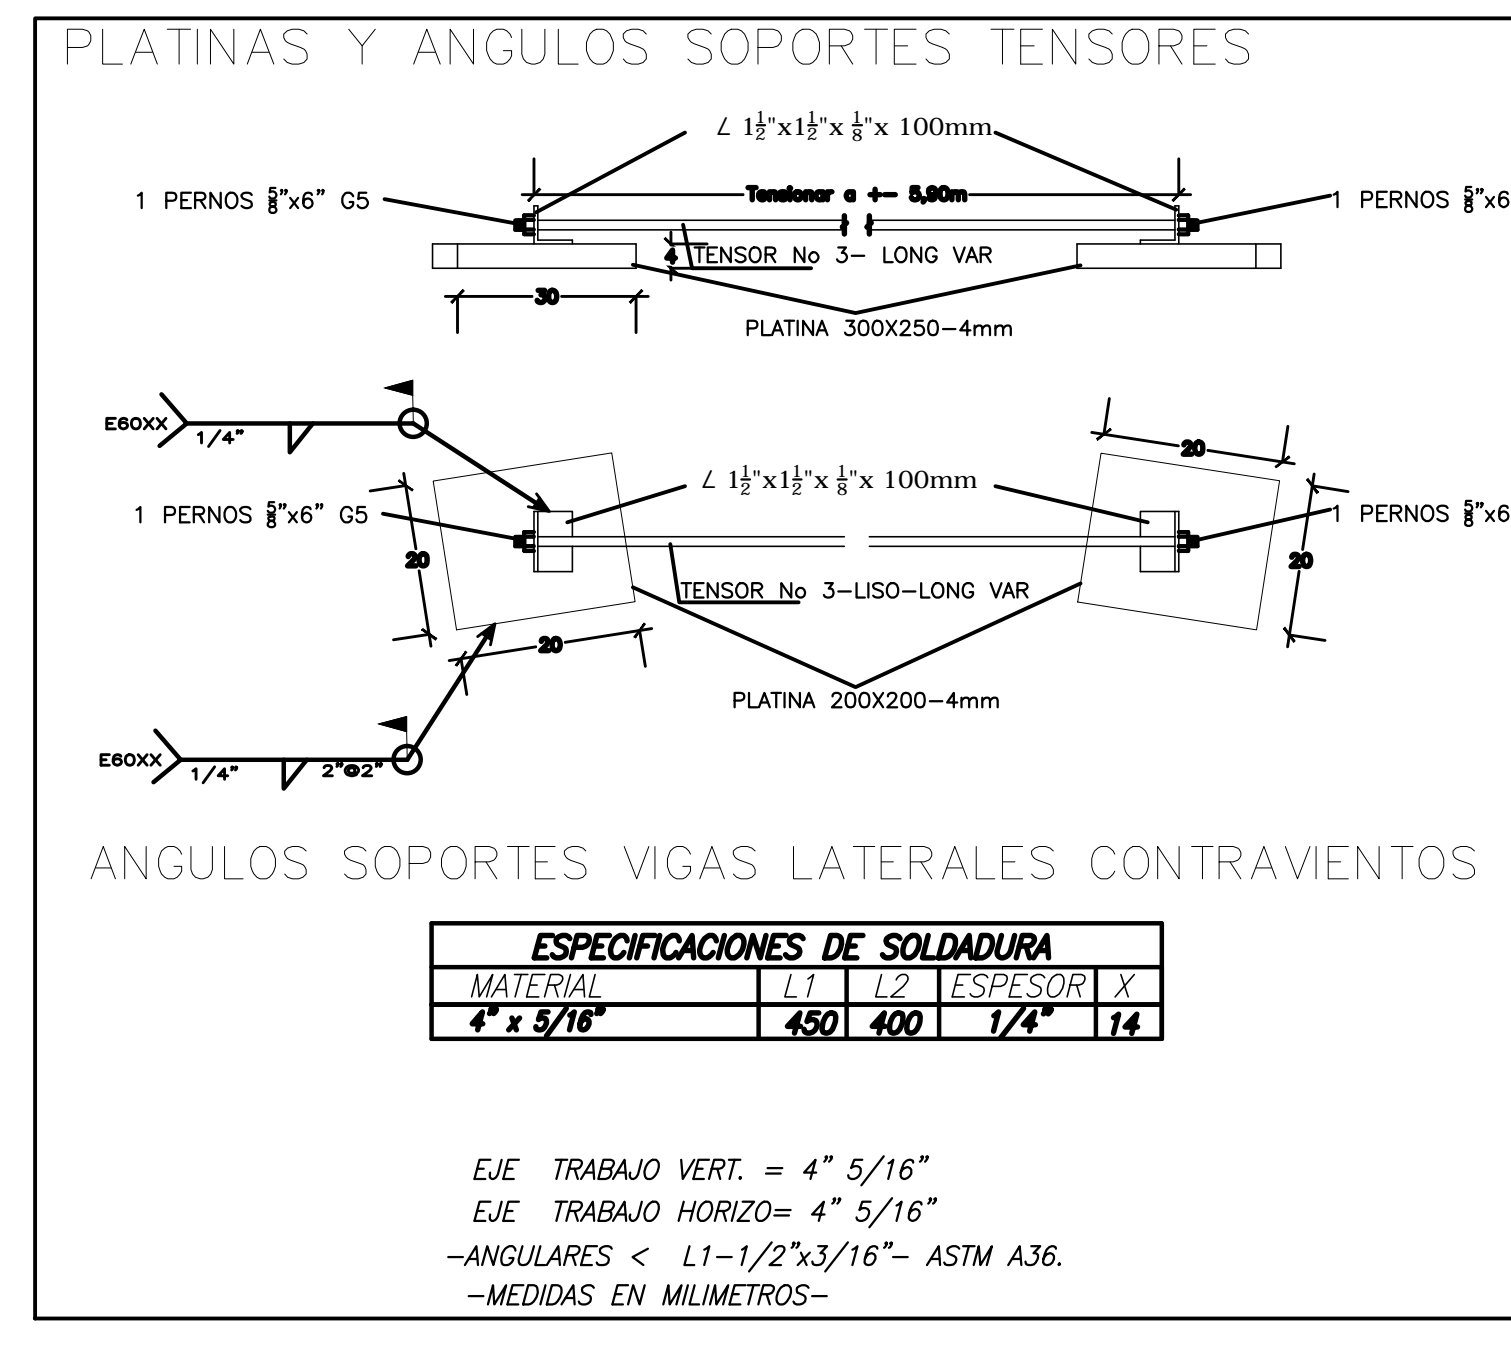 PLATINAS Y ANGULOS SOPORTES TENSORES
∠ 1½"x1½"x ⅛"x 100mm
Tensionar a +- 5,90m
1 PERNOS ⅝"x6" G5
1 PERNOS ⅝"x6
4
TENSOR No 3- LONG VAR
30
PLATINA 300X250-4mm
E60XX
1/4"
20
∠ 1½"x1½"x ⅛"x 100mm
1 PERNOS ⅝"x6" G5
1 PERNOS ⅝"x6
20
20
TENSOR No 3-LISO-LONG VAR
20
PLATINA 200X200-4mm
E60XX
1/4"
2"@2"
ANGULOS SOPORTES VIGAS LATERALES CONTRAVIENTOS
ESPECIFICACIONES DE SOLDADURA
MATERIAL L1 L2 ESPESOR X
4" x 5/16" 450 400 1/4" 14
EJE TRABAJO VERT. = 4" 5/16"
EJE TRABAJO HORIZO= 4" 5/16"
-ANGULARES < L1-1/2"x3/16"- ASTM A36.
-MEDIDAS EN MILIMETROS-